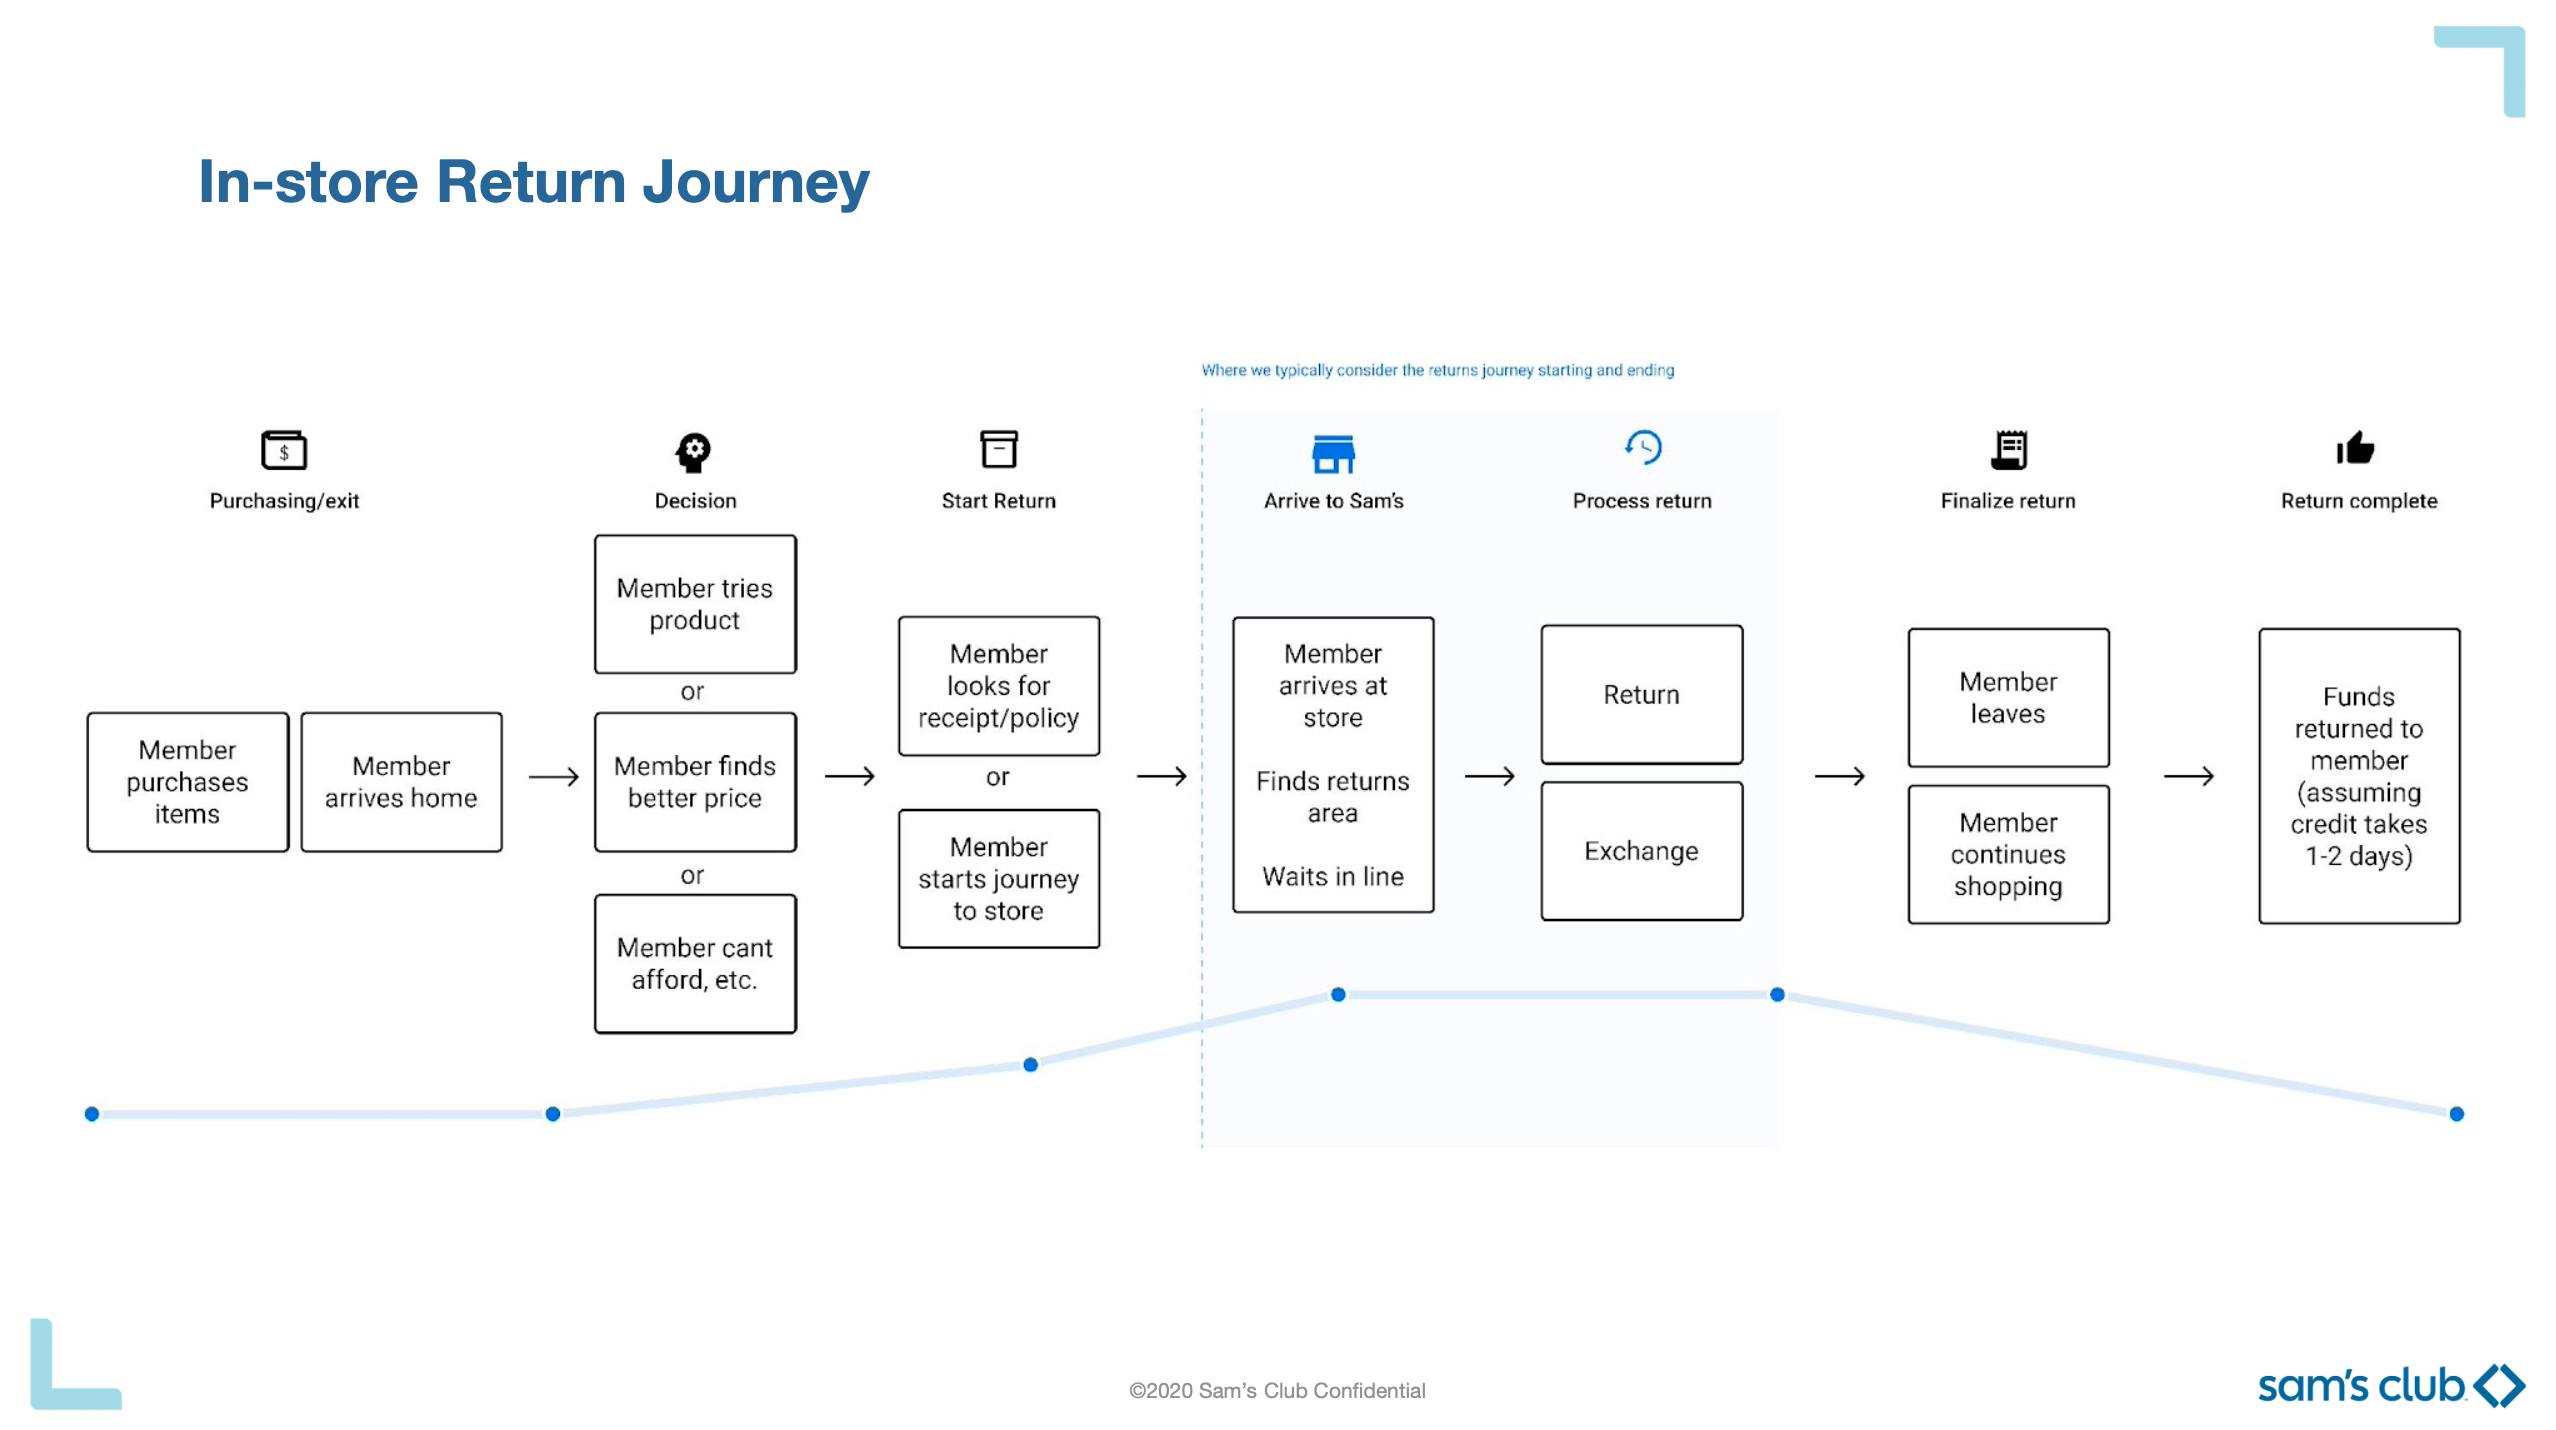 In-store Return Journey
Where we typically consider the returns journey starting and ending
$
Purchasing/exit
Decision
Start Return
Arrive to Sam's
Process return
Finalize return
Return complete
Member
purchases
items
Member
arrives home
Member tries
product
or
Member finds
better price
or
Member cant
afford, etc.
Member
looks for
receipt/policy
or
Member
starts journey
to store
Member
arrives at
store
Finds returns
area
Waits in line
Return
Exchange
Member
leaves
Member
continues
shopping
Funds
returned to
member
(assuming
credit takes
1-2 days)
©2020 Sam's Club Confidential
sam's club